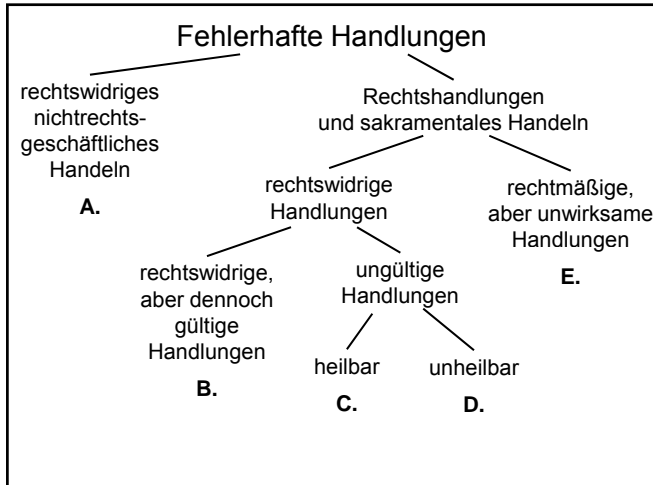 Fehlerhafte Handlungen
rechtswidriges
nichtrechts-
geschäftliches
Handeln
A.
Rechtshandlungen
und sakramentales Handeln
rechtswidrige
Handlungen
rechtmäßige,
aber unwirksame
Handlungen
E.
rechtswidrige,
aber dennoch
gültige
Handlungen
B.
ungültige
Handlungen
heilbar
C.
unheilbar
D.